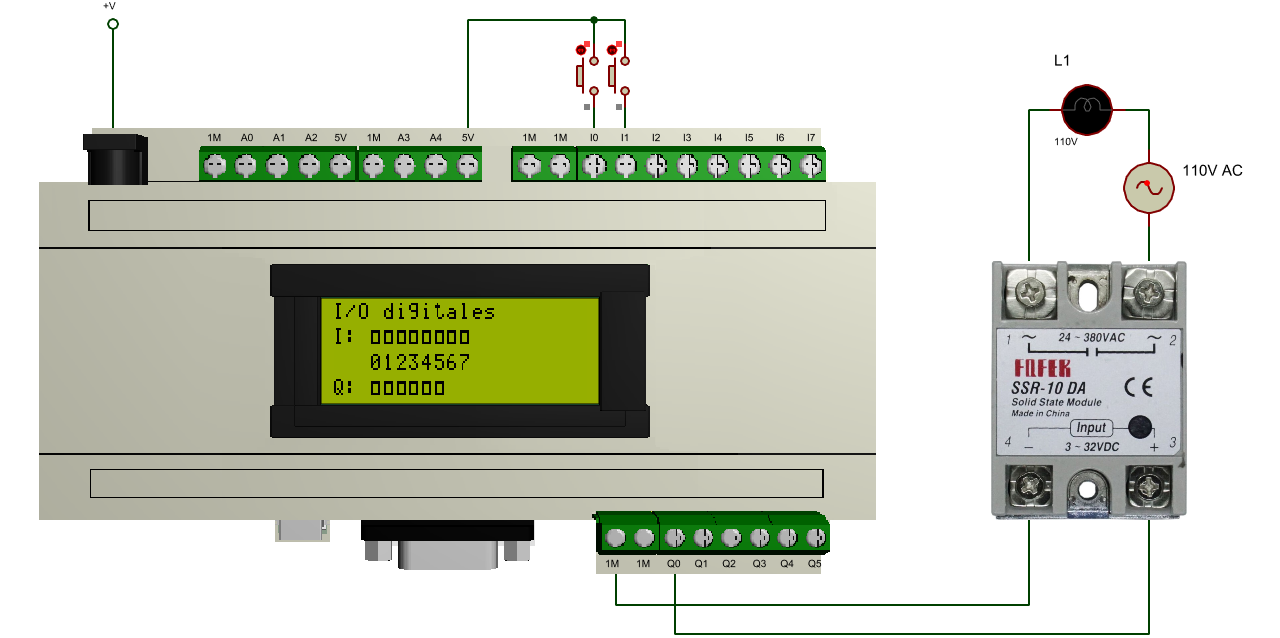 +V
1M A0 A1 A2 5V 1M A3 A4 5V 1M 1M I0 I1 I2 I3 I4 I5 I6 I7
I/O digitales
I: 00000000
01234567
Q: 000000
1M 1M Q0 Q1 Q2 Q3 Q4 Q5
L1
110V
110V AC
1 ~ 24 ~ 380VAC ~ 2
FQFEK
SSR-10 DA
CE
Solid State Module
Made in China
4 - Input + 3
3 ~ 32VDC